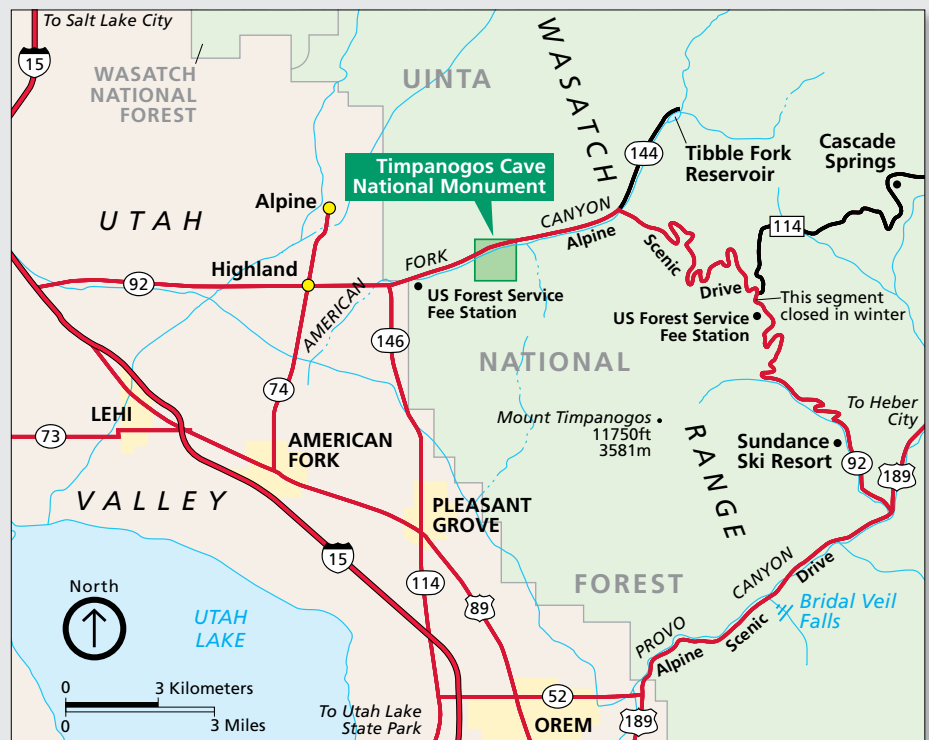 To Salt Lake City
15
WASATCH
NATIONAL
FOREST
UINTA
WASATCH
144
Tibble Fork
Reservoir
Cascade
Springs
Timpanogos Cave
National Monument
Alpine
UTAH
CANYON
Alpine
Scenic
Drive
114
Highland
92
FORK
AMERICAN
US Forest Service
Fee Station
This segment
closed in winter
US Forest Service
Fee Station
146
NATIONAL
74
LEHI
73
Mount Timpanogos
11750ft
3581m
To Heber
City
AMERICAN
FORK
RANGE
Sundance
Ski Resort
92
189
VALLEY
PLEASANT
GROVE
15
North
114
89
FOREST
CANYON
Drive
Bridal Veil
Falls
UTAH
LAKE
PROVO
Alpine
Scenic
0
3 Kilometers
0
3 Miles
To Utah Lake
State Park
52
OREM
189